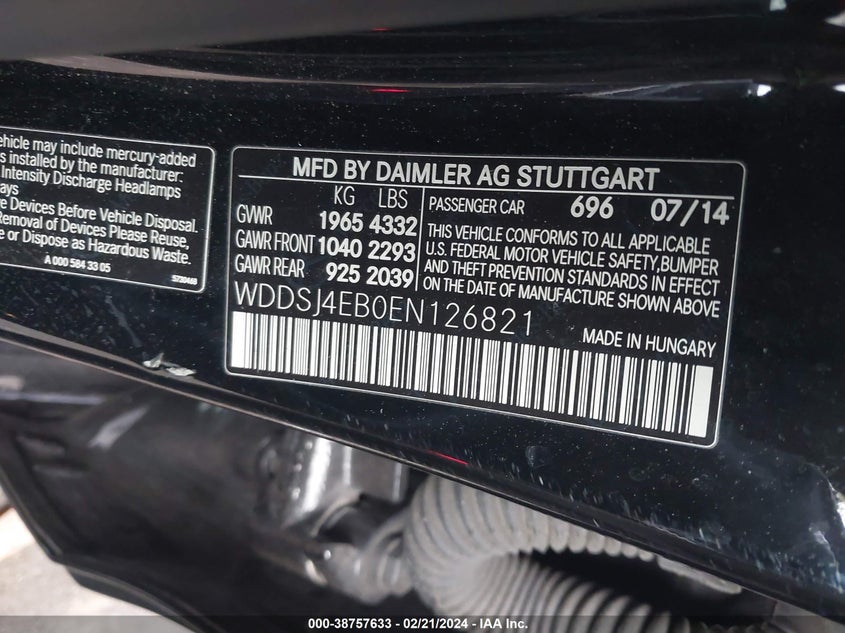 ehicle may include mercury-added
s installed by the manufacturer:
Intensity Discharge Headlamps
ays
e Devices Before Vehicle Disposal.
Removal of Devices Please Reuse,
e or Dispose as Hazardous Waste.
A 000 584 33 05
MFD BY DAIMLER AG STUTTGART
KG LBS
GVWR 1965 4332
GAWR FRONT 1040 2293
GAWR REAR 925 2039
PASSENGER CAR 696 07/14
THIS VEHICLE CONFORMS TO ALL APPLICABLE
U.S. FEDERAL MOTOR VEHICLE SAFETY,BUMPER
AND THEFT PREVENTION STANDARDS IN EFFECT
ON THE DATE OF MANUFACTURE SHOWN ABOVE
WDDSJ4EB0EN126821
MADE IN HUNGARY
000-38757633 - 02/21/2024 - IAA Inc.